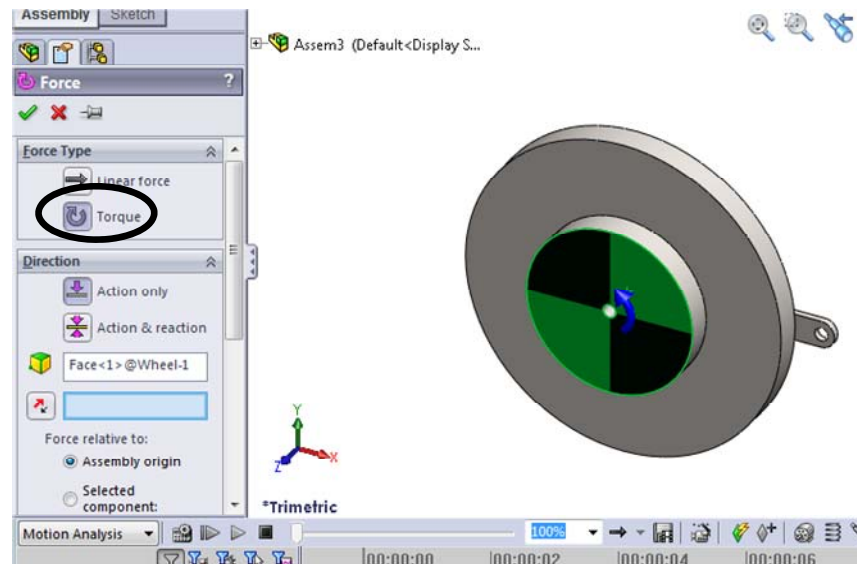 Assembly Sketch
Assem3 (Default<Display S...
Force ?
Force Type
Linear force
Torque
Direction
Action only
Action & reaction
Face<1>@Wheel-1
Force relative to:
Assembly origin
Selected
component:
Y
X
Z
*Trimetric
Motion Analysis 100%
00:00:00 00:00:02 00:00:04 00:00:06